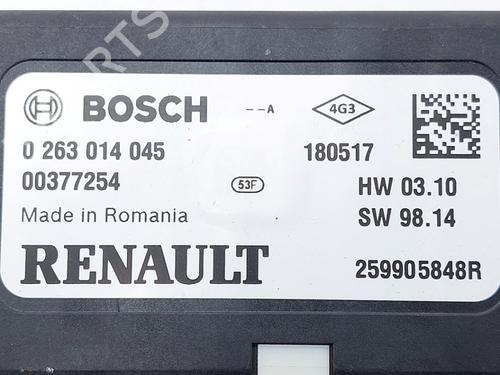 PARTS
BOSCH --A 4G3
0 263 014 045 180517
00377254 53F HW 03.10
Made in Romania SW 98.14
RENAULT 259905848R